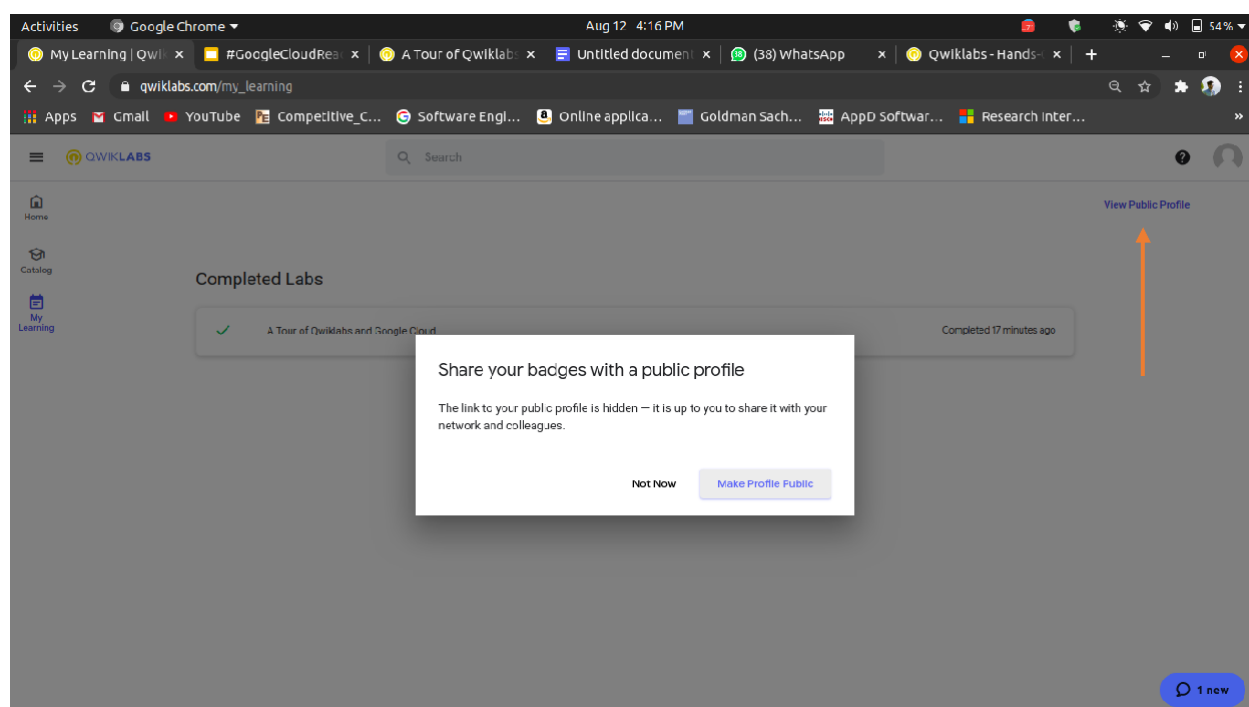 Activities Google Chrome Aug 12 4:16 PM 54 %
My Learning | Qwik #GoogleCloudRea A Tour of Qwiklabs Untitled document (38) WhatsApp Qwiklabs - Hands-
qwiklabs.com/my_learning
Apps Gmail YouTube Competitive_C... Software Engi... Online applica... Goldman Sach... AppD Softwar... Research Inter... »
QWIKLABS Search
Home
View Public Profile
Catalog
Completed Labs
My
Learning
A Tour of Qwiklabs and Google Cloud Completed 17 minutes ago
Share your badges with a public profile
The link to your public profile is hidden — it is up to you to share it with your
network and colleagues.
Not Now Make Profile Public
1 new